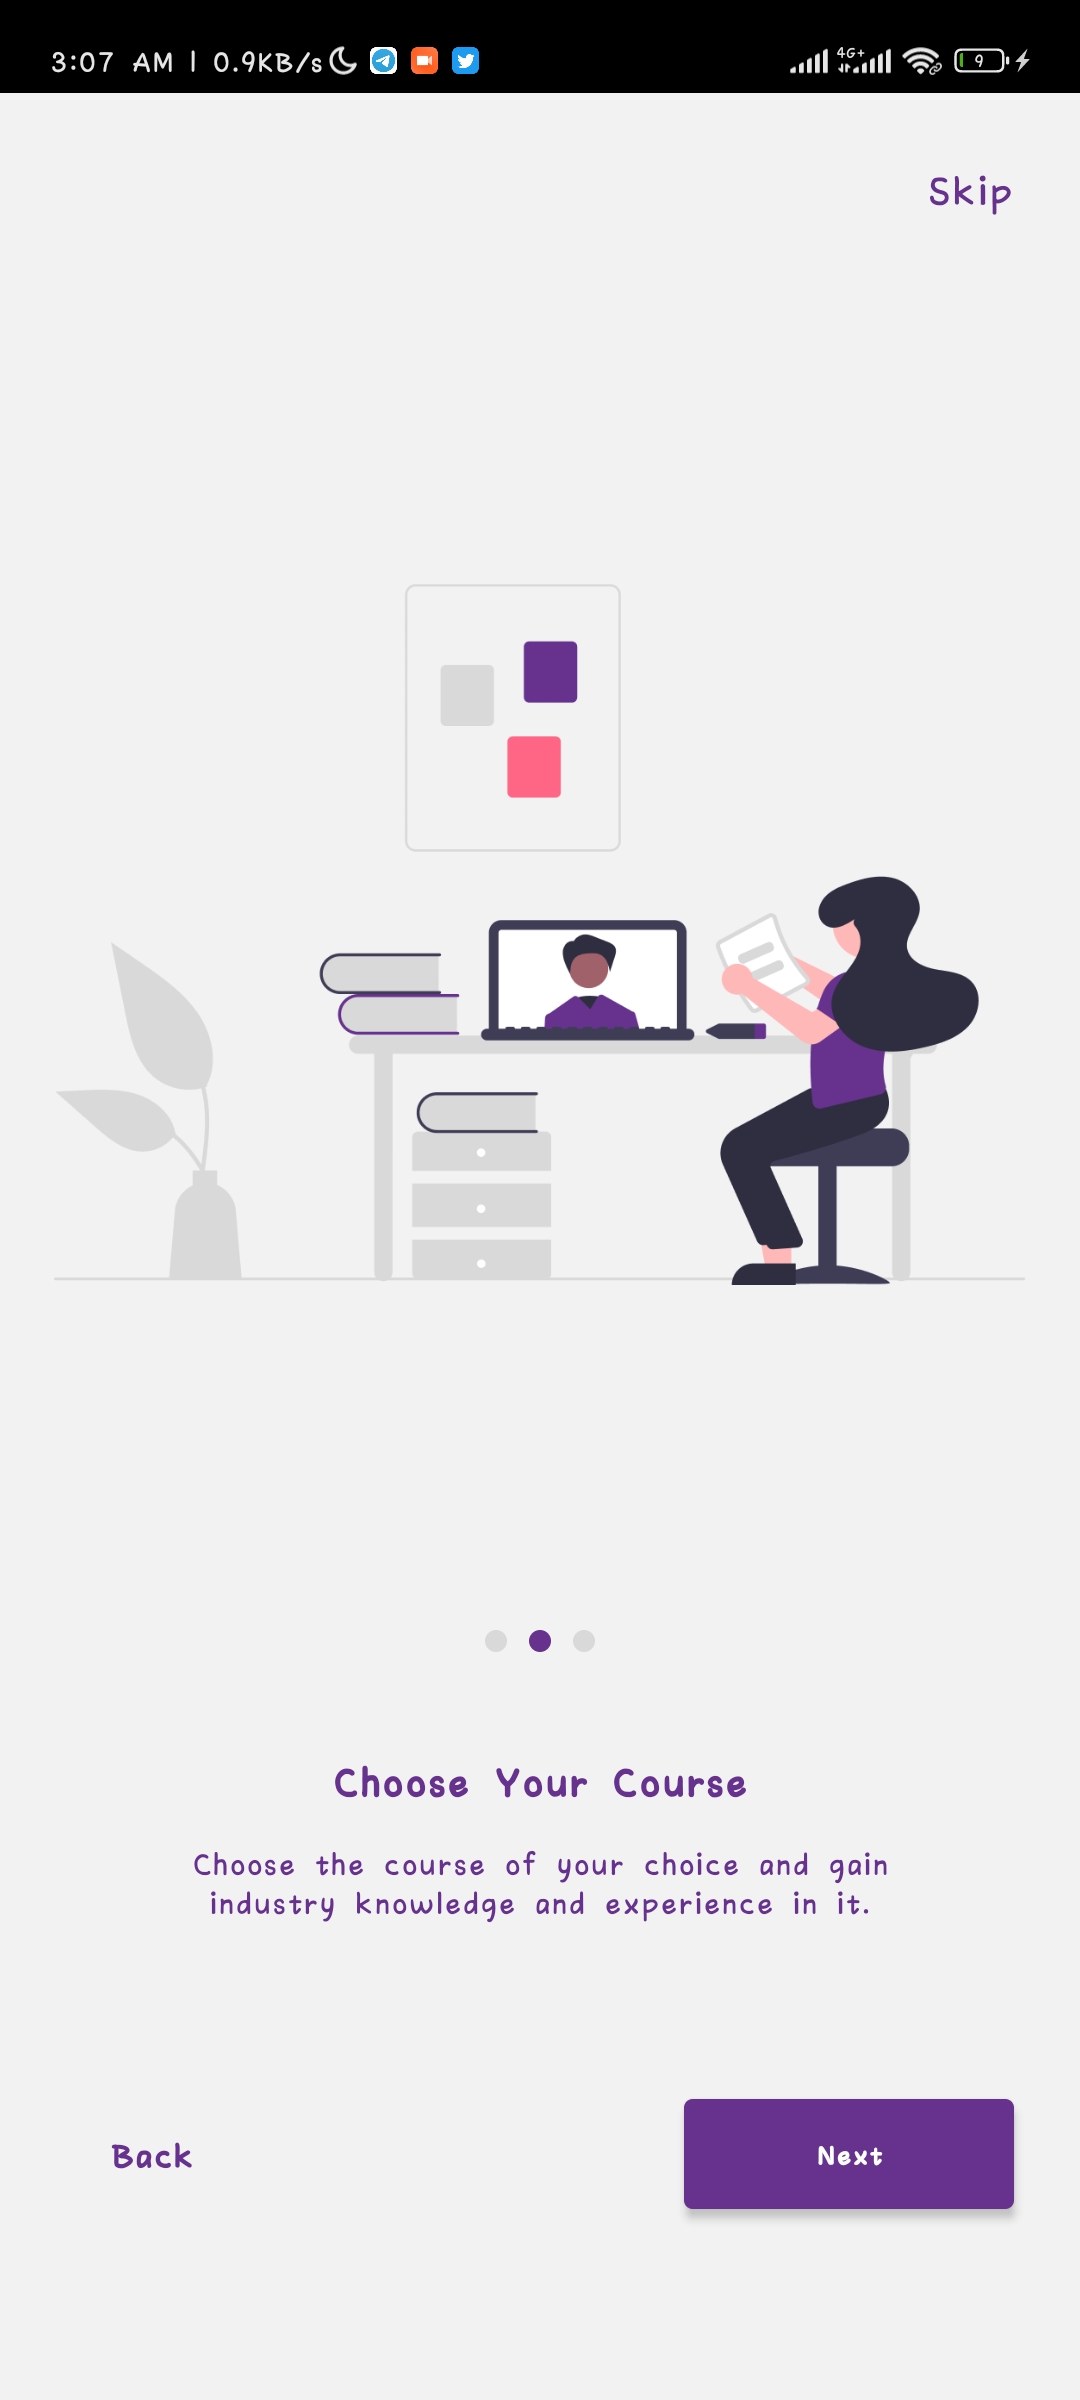 3:07 AM | 0.9KB/s 4G+ 9
Skip
Choose Your Course
Choose the course of your choice and gain
industry knowledge and experience in it.
Back
Next